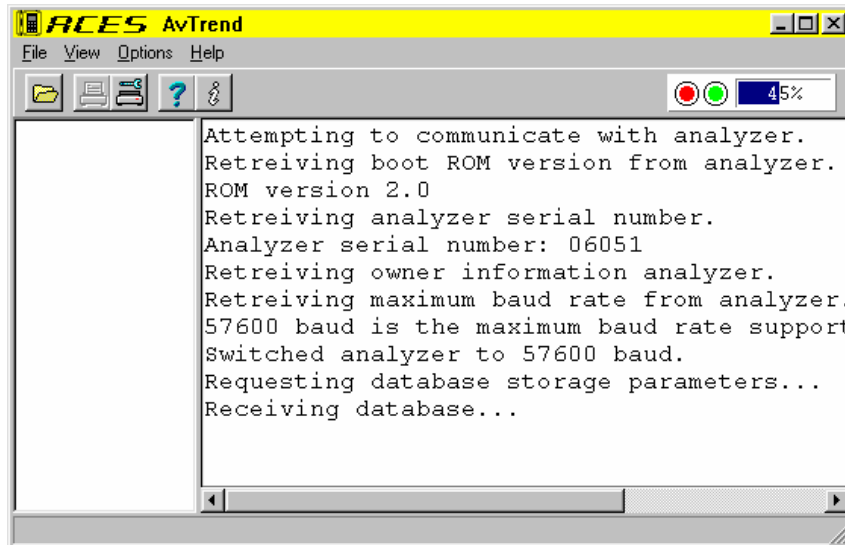 ACES AvTrend
File View Options Help
45%
Attempting to communicate with analyzer.
Retreiving boot ROM version from analyzer.
ROM version 2.0
Retreiving analyzer serial number.
Analyzer serial number: 06051
Retreiving owner information analyzer.
Retreiving maximum baud rate from analyzer.
57600 baud is the maximum baud rate support
Switched analyzer to 57600 baud.
Requesting database storage parameters...
Receiving database...